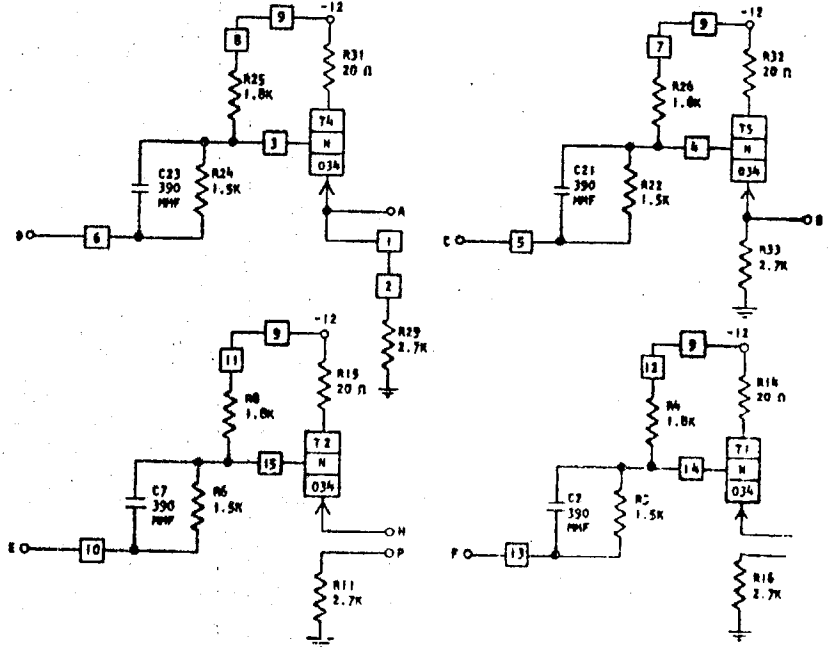 9
-12
8
R31
20 Ω
R25
1.8K
T4
3
N
C23
390
MMF
R24
1.5K
034
A
D
6
1
2
R29
2.7K
9
-12
7
R32
20 Ω
R26
1.8K
T5
4
N
C21
390
MMF
R22
1.5K
034
B
C
5
R33
2.7K
9
-12
11
R15
20 Ω
R8
1.8K
T2
15
N
C7
390
MMF
R6
1.5K
034
H
E
10
P
R11
2.7K
9
-12
12
R14
20 Ω
R4
1.8K
T1
14
N
C2
390
MMF
1.5K
034
F
13
R16
2.7K